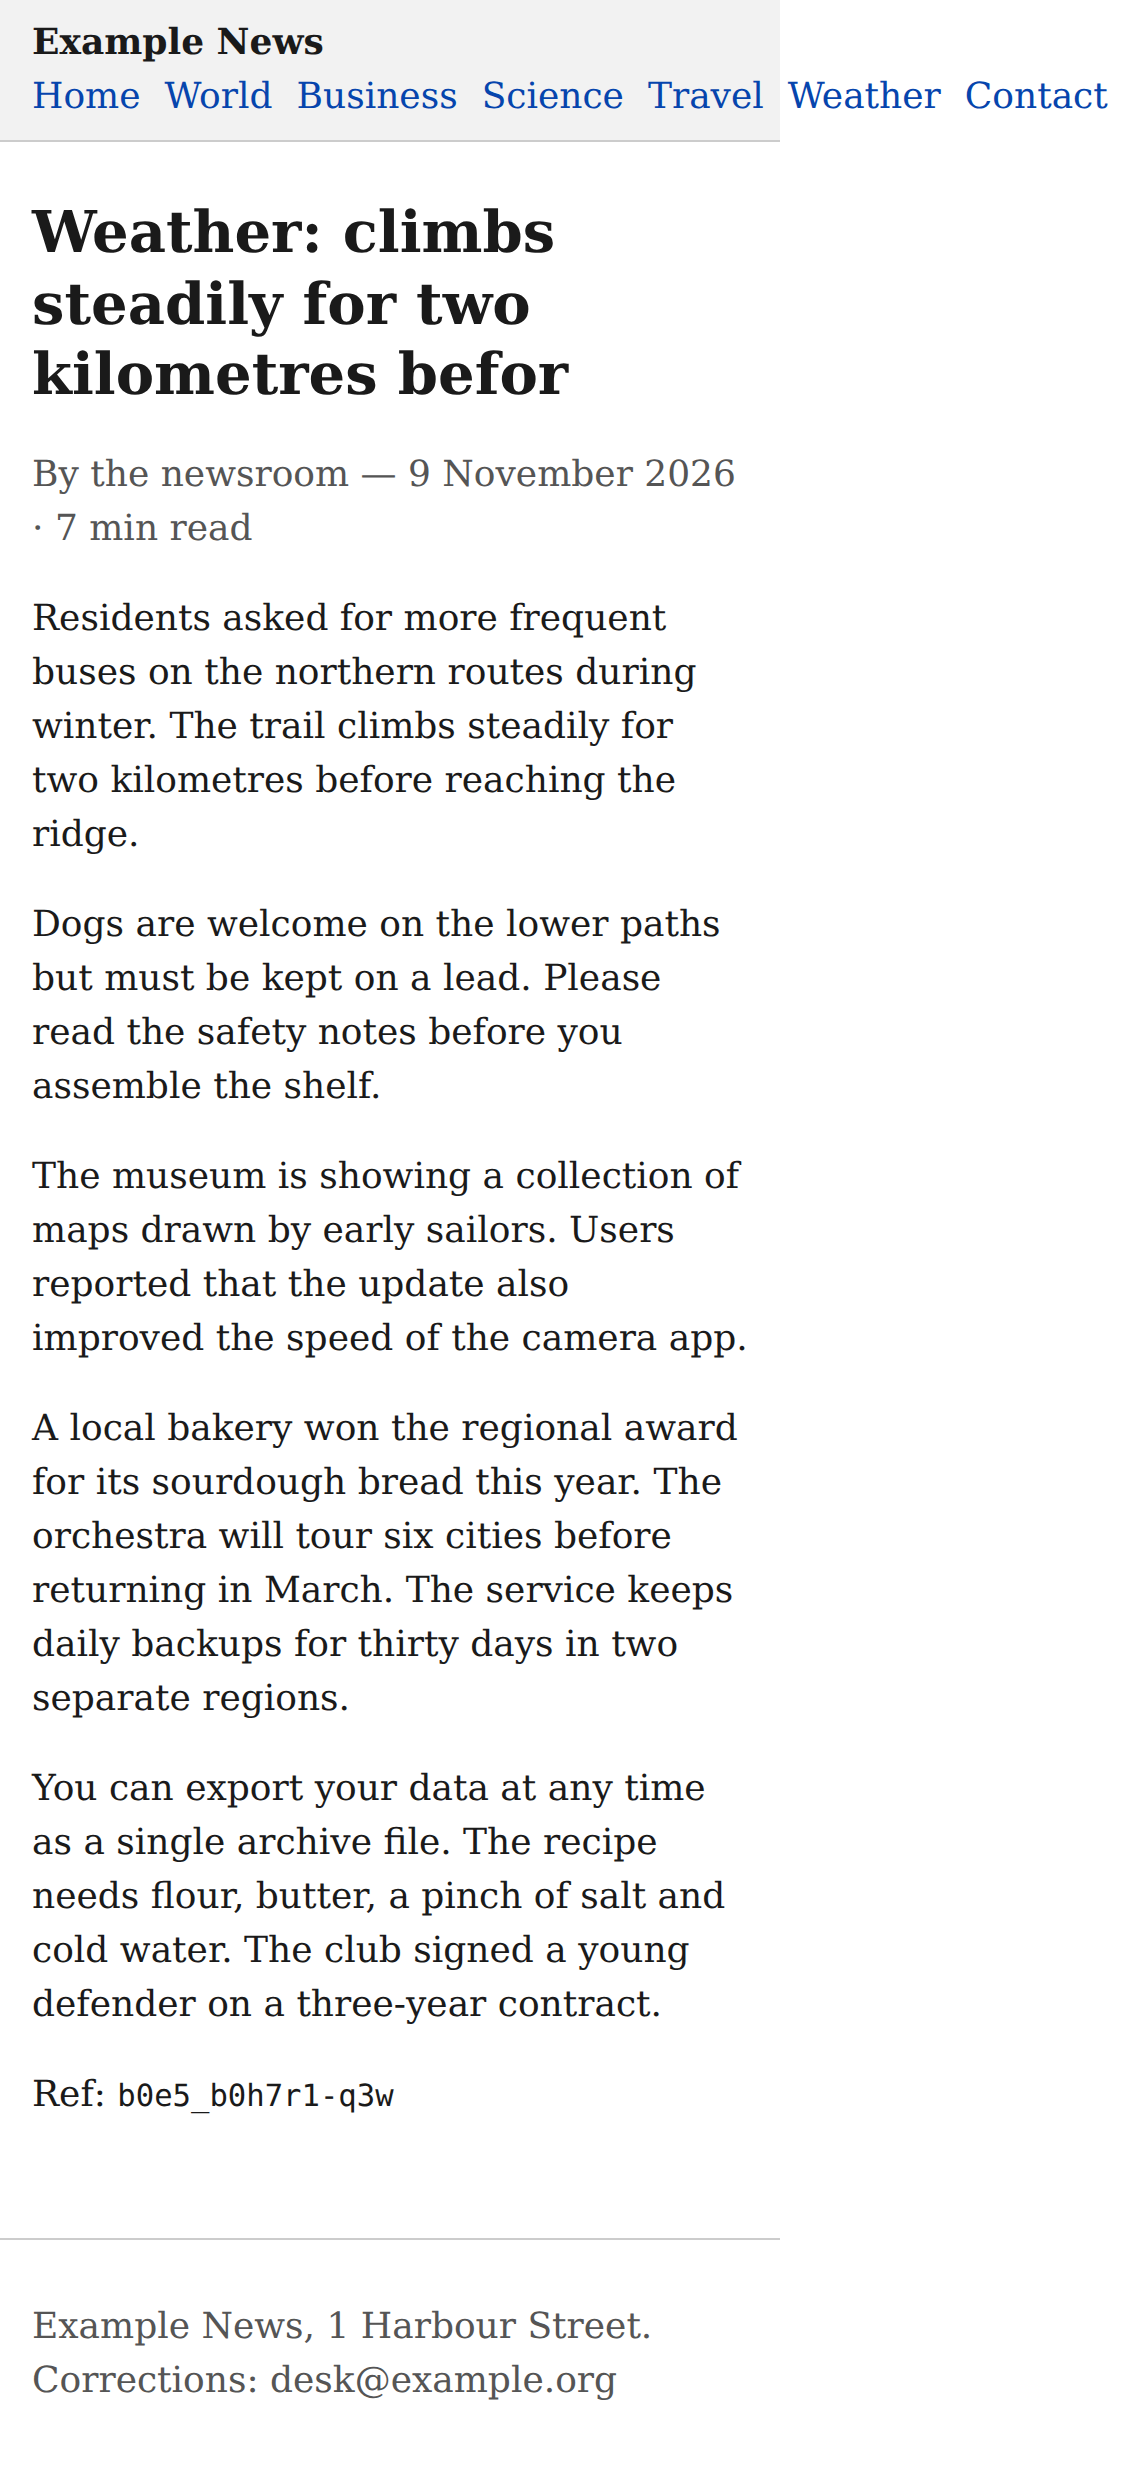 Example News
Home World Business Science Travel Weather Contact
Weather: climbs
steadily for two
kilometres befor
By the newsroom — 9 November 2026
· 7 min read
Residents asked for more frequent
buses on the northern routes during
winter. The trail climbs steadily for
two kilometres before reaching the
ridge.
Dogs are welcome on the lower paths
but must be kept on a lead. Please
read the safety notes before you
assemble the shelf.
The museum is showing a collection of
maps drawn by early sailors. Users
reported that the update also
improved the speed of the camera app.
A local bakery won the regional award
for its sourdough bread this year. The
orchestra will tour six cities before
returning in March. The service keeps
daily backups for thirty days in two
separate regions.
You can export your data at any time
as a single archive file. The recipe
needs flour, butter, a pinch of salt and
cold water. The club signed a young
defender on a three-year contract.
Ref: b0e5_b0h7r1-q3w
Example News, 1 Harbour Street.
Corrections: desk@example.org